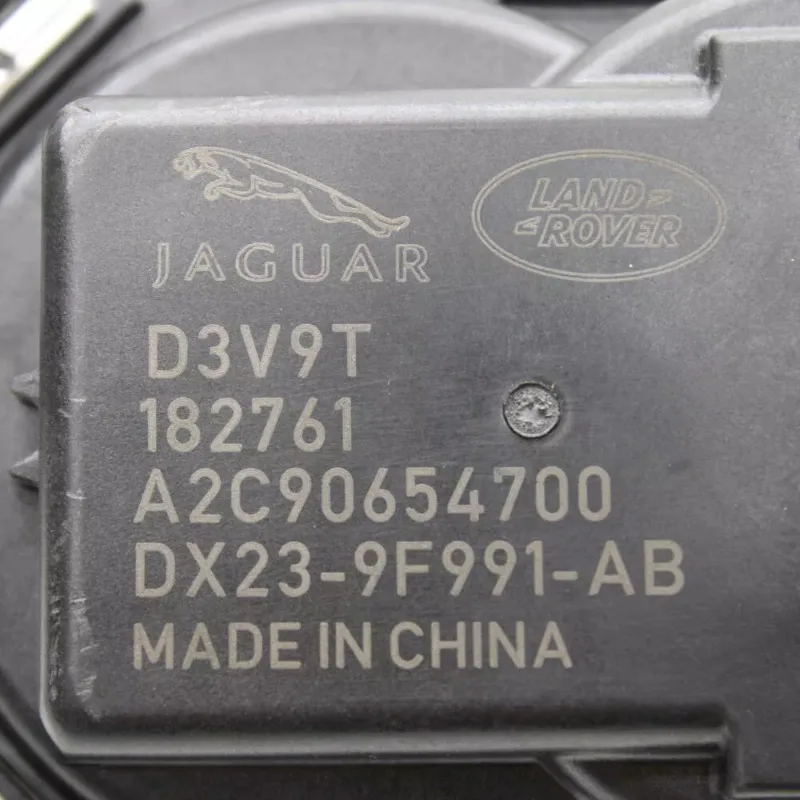 JAGUAR
LAND
ROVER
D3V9T
182761
A2C90654700
DX23-9F991-AB
MADE IN CHINA